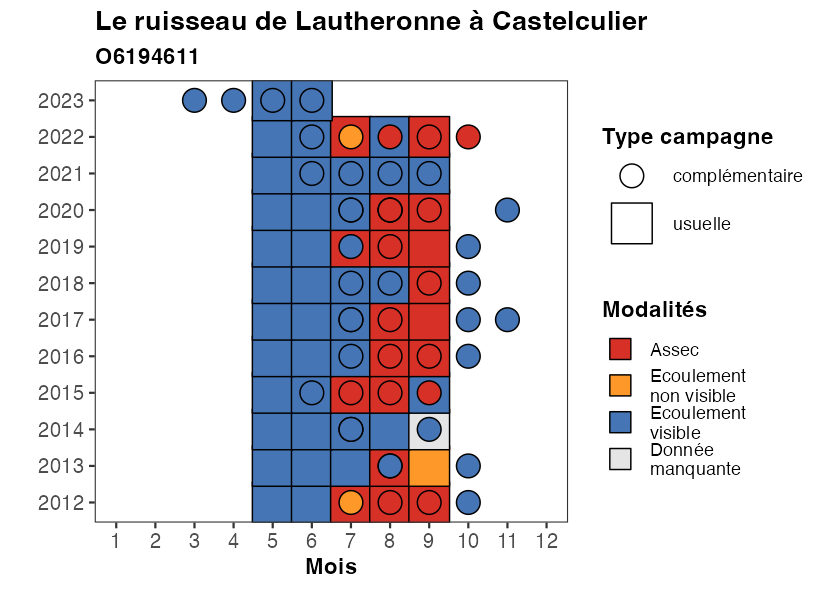 Le ruisseau de Lautheronne à Castelculier
O6194611
2023
2022
2021
2020
2019
2018
2017
2016
2015
2014
2013
2012
1 2 3 4 5 6 7 8 9 10 11 12
Mois
Type campagne
complémentaire
usuelle
Modalités
Assec
Ecoulement
non visible
Ecoulement
visible
Donnée
manquante